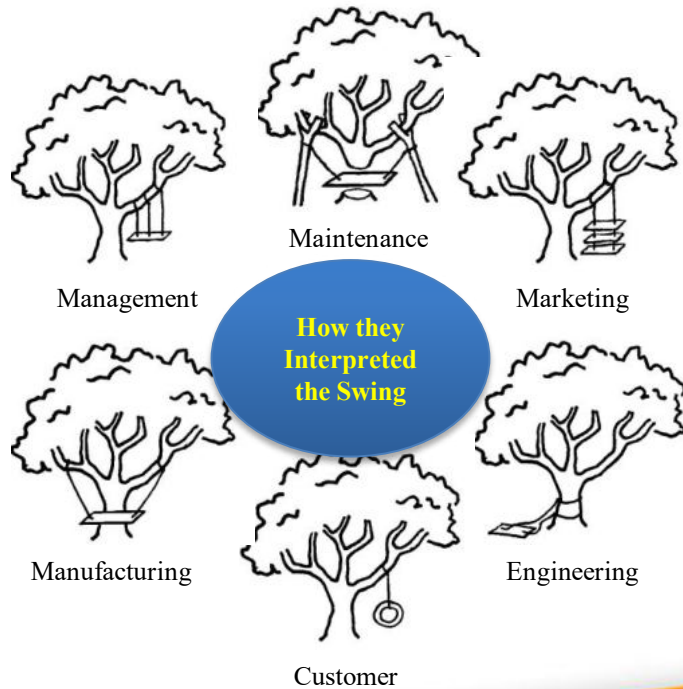 Maintenance
Management
Marketing
How they
Interpreted
the Swing
Manufacturing
Engineering
Customer